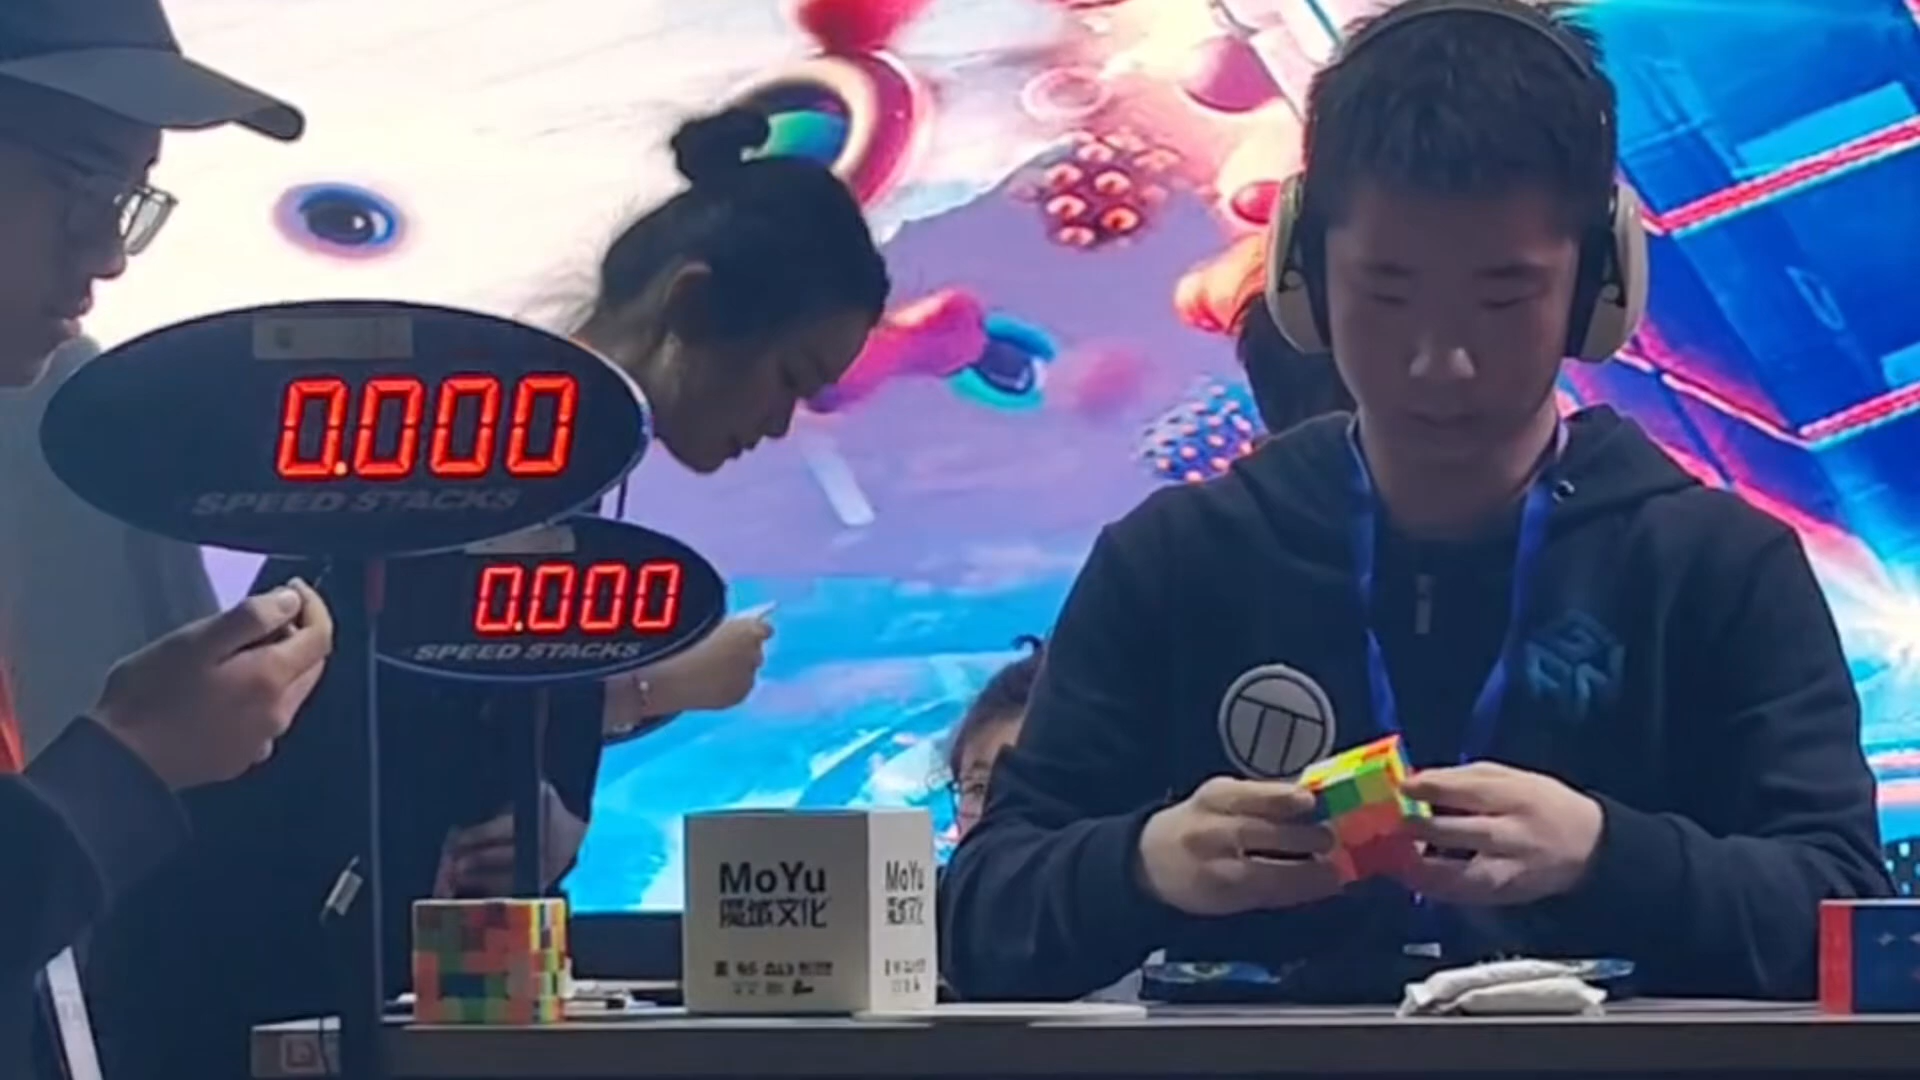 0.000
SPEED STACKS
0.000
SPEED STACKS
MoYu
魔域文化
MoYu